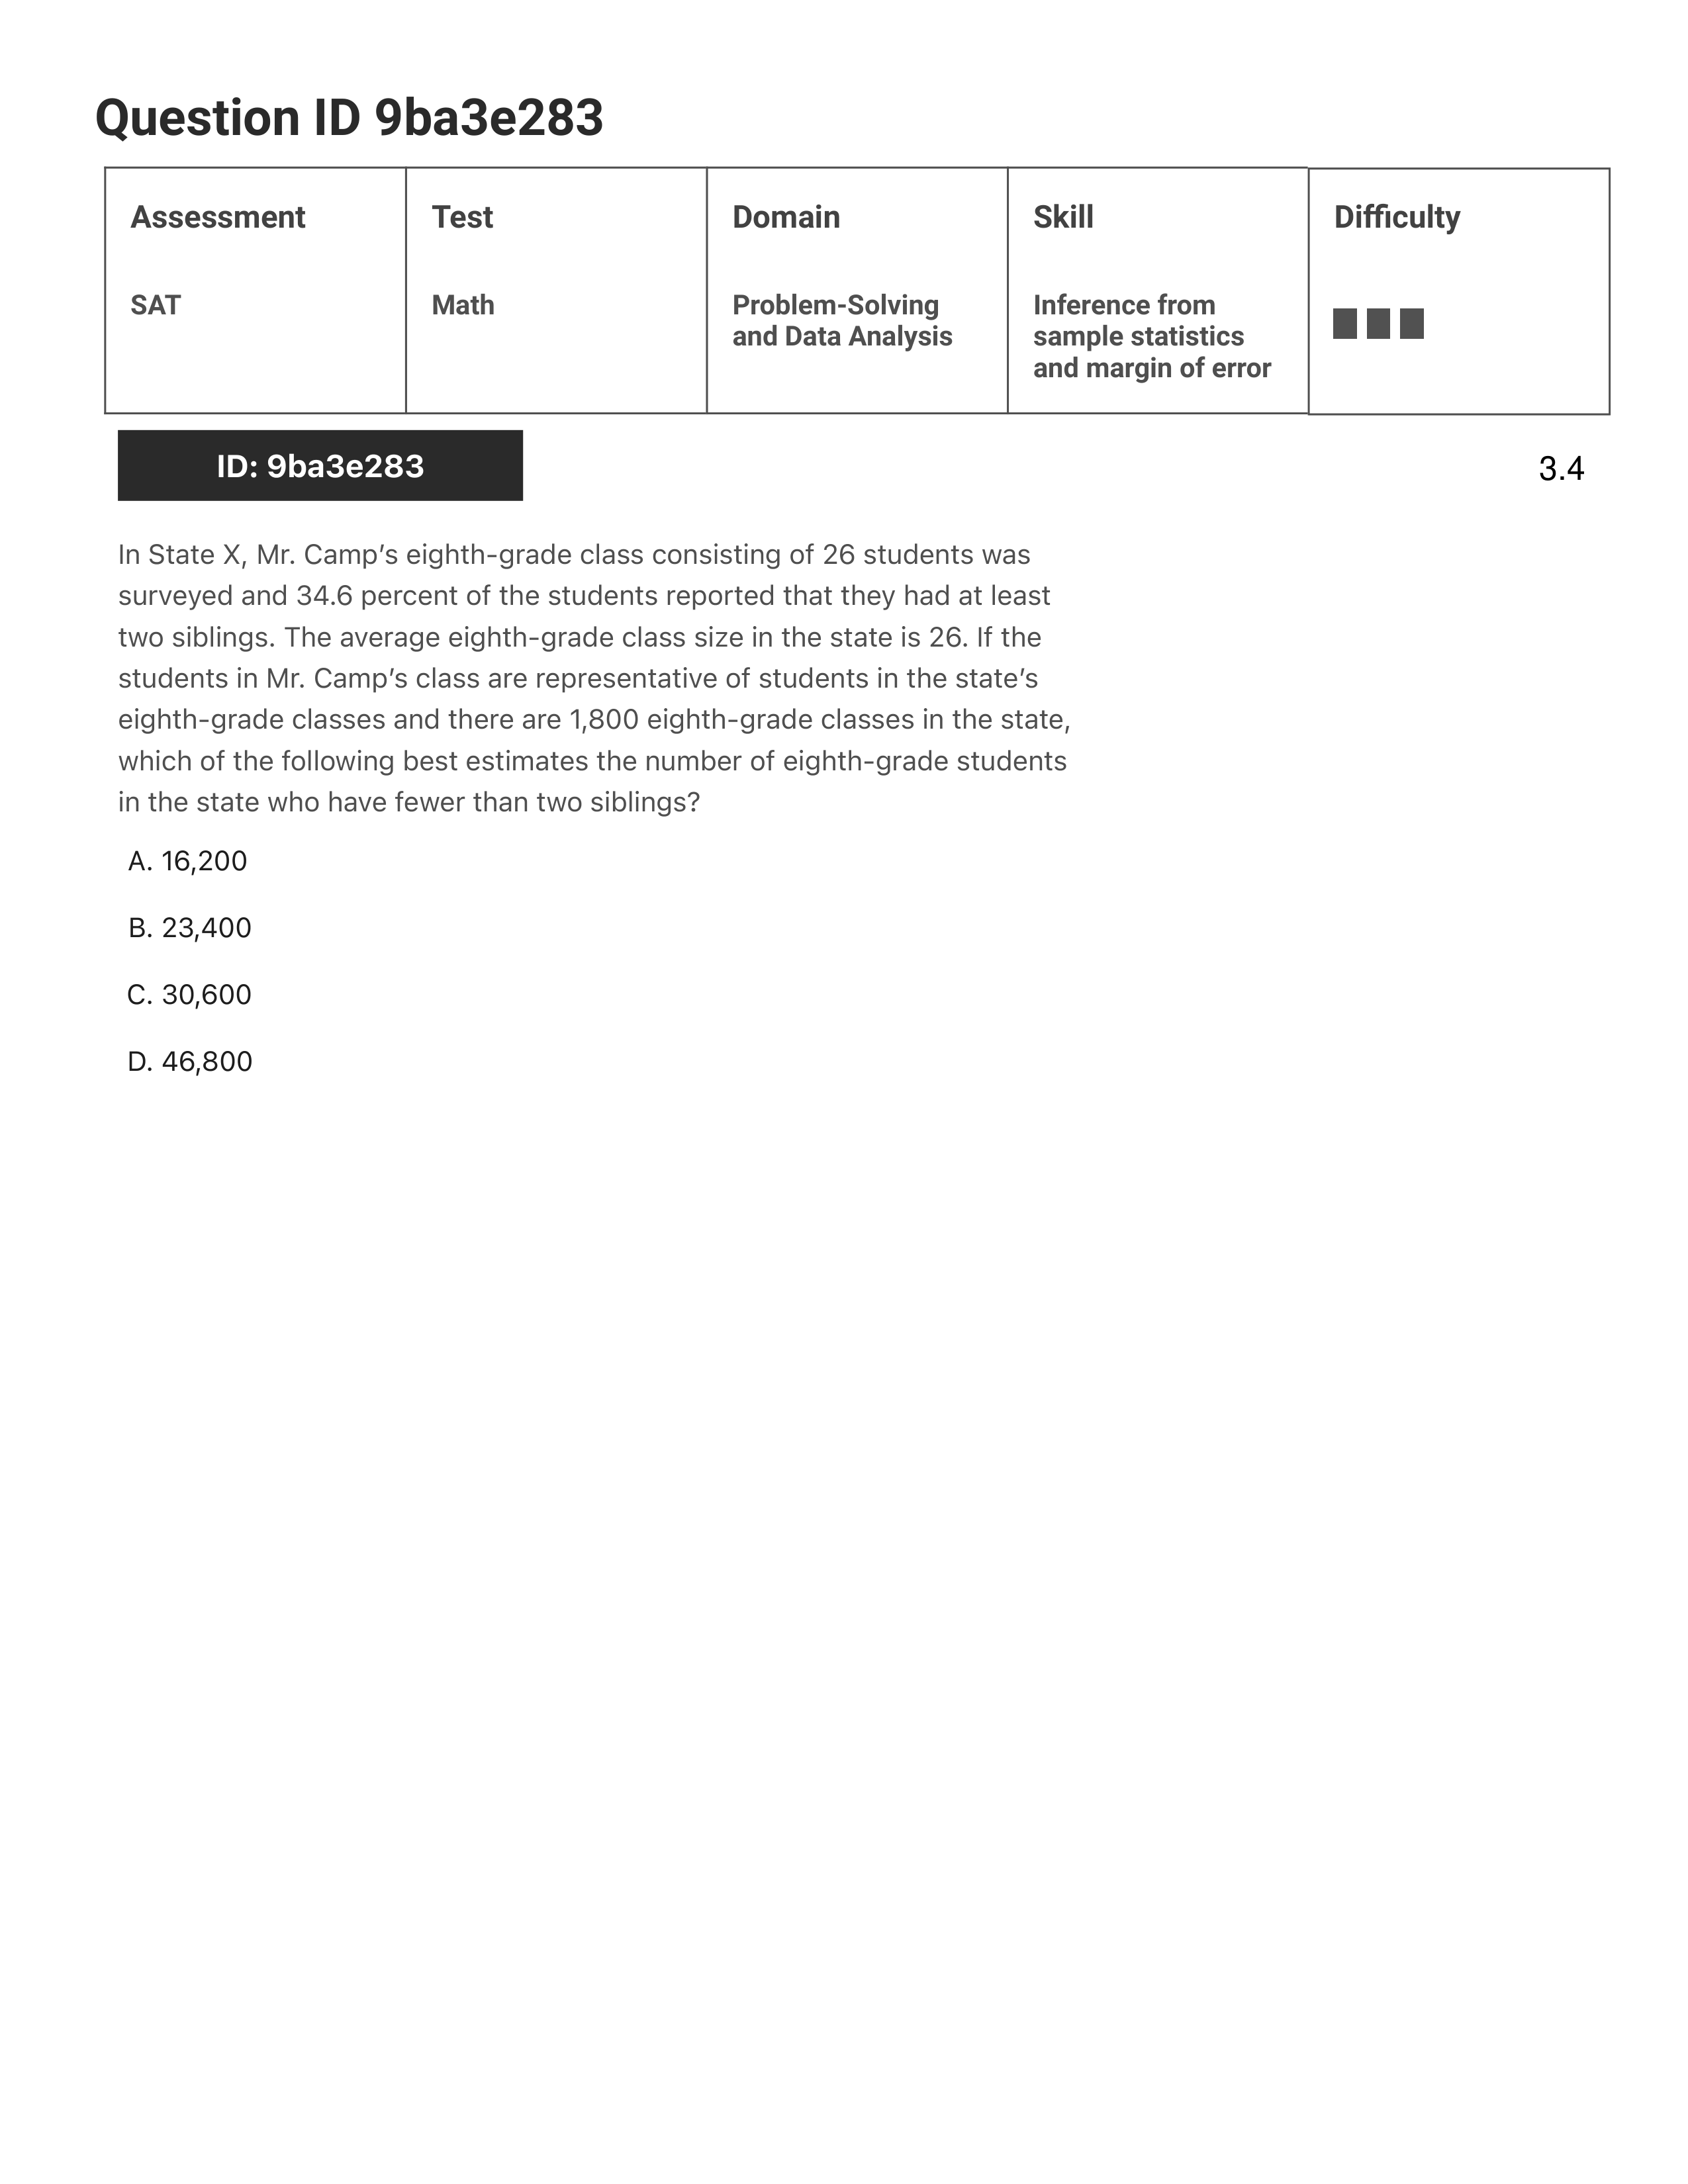 Question ID 9ba3e283
Assessment
Test
Domain
Skill
Difficulty
SAT
Math
Problem-Solving
and Data Analysis
Inference from
sample statistics
and margin of error
ID: 9ba3e283
3.4
In State X, Mr. Camp’s eighth-grade class consisting of 26 students was
surveyed and 34.6 percent of the students reported that they had at least
two siblings. The average eighth-grade class size in the state is 26. If the
students in Mr. Camp’s class are representative of students in the state’s
eighth-grade classes and there are 1,800 eighth-grade classes in the state,
which of the following best estimates the number of eighth-grade students
in the state who have fewer than two siblings?
A. 16,200
B. 23,400
C. 30,600
D. 46,800